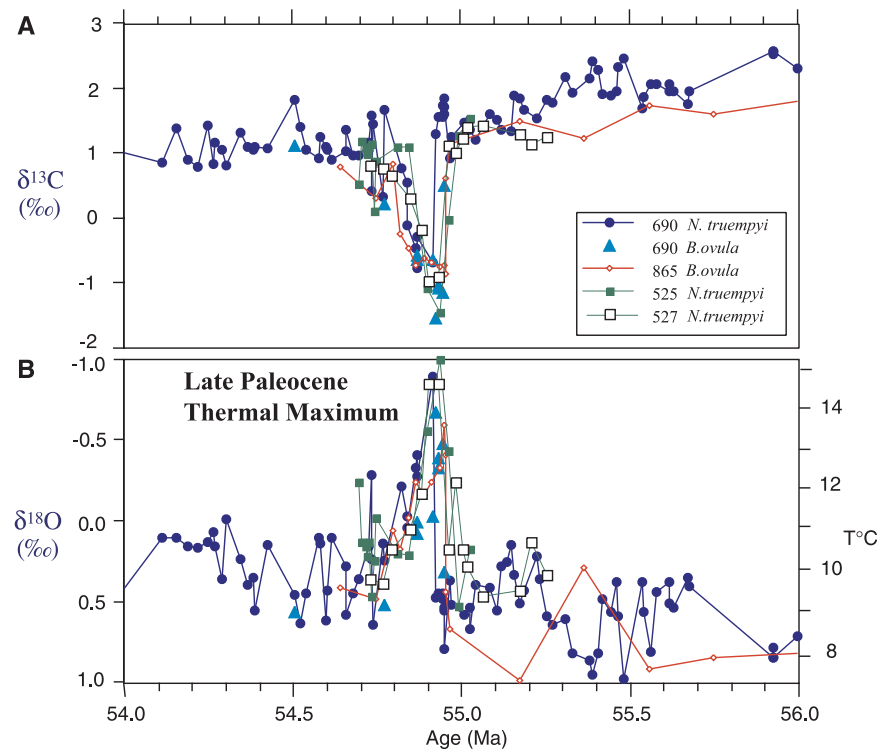 A
3
2
1
0
-1
-2
δ13C
(‰)
690 N. truempyi
690 B.ovula
865 B.ovula
525 N.truempyi
527 N.truempyi
B
-1.0
-0.5
0.0
0.5
1.0
δ18O
(‰)
Late Paleocene
Thermal Maximum
14
12
10
8
T°C
54.0 54.5 55.0 55.5 56.0
Age (Ma)